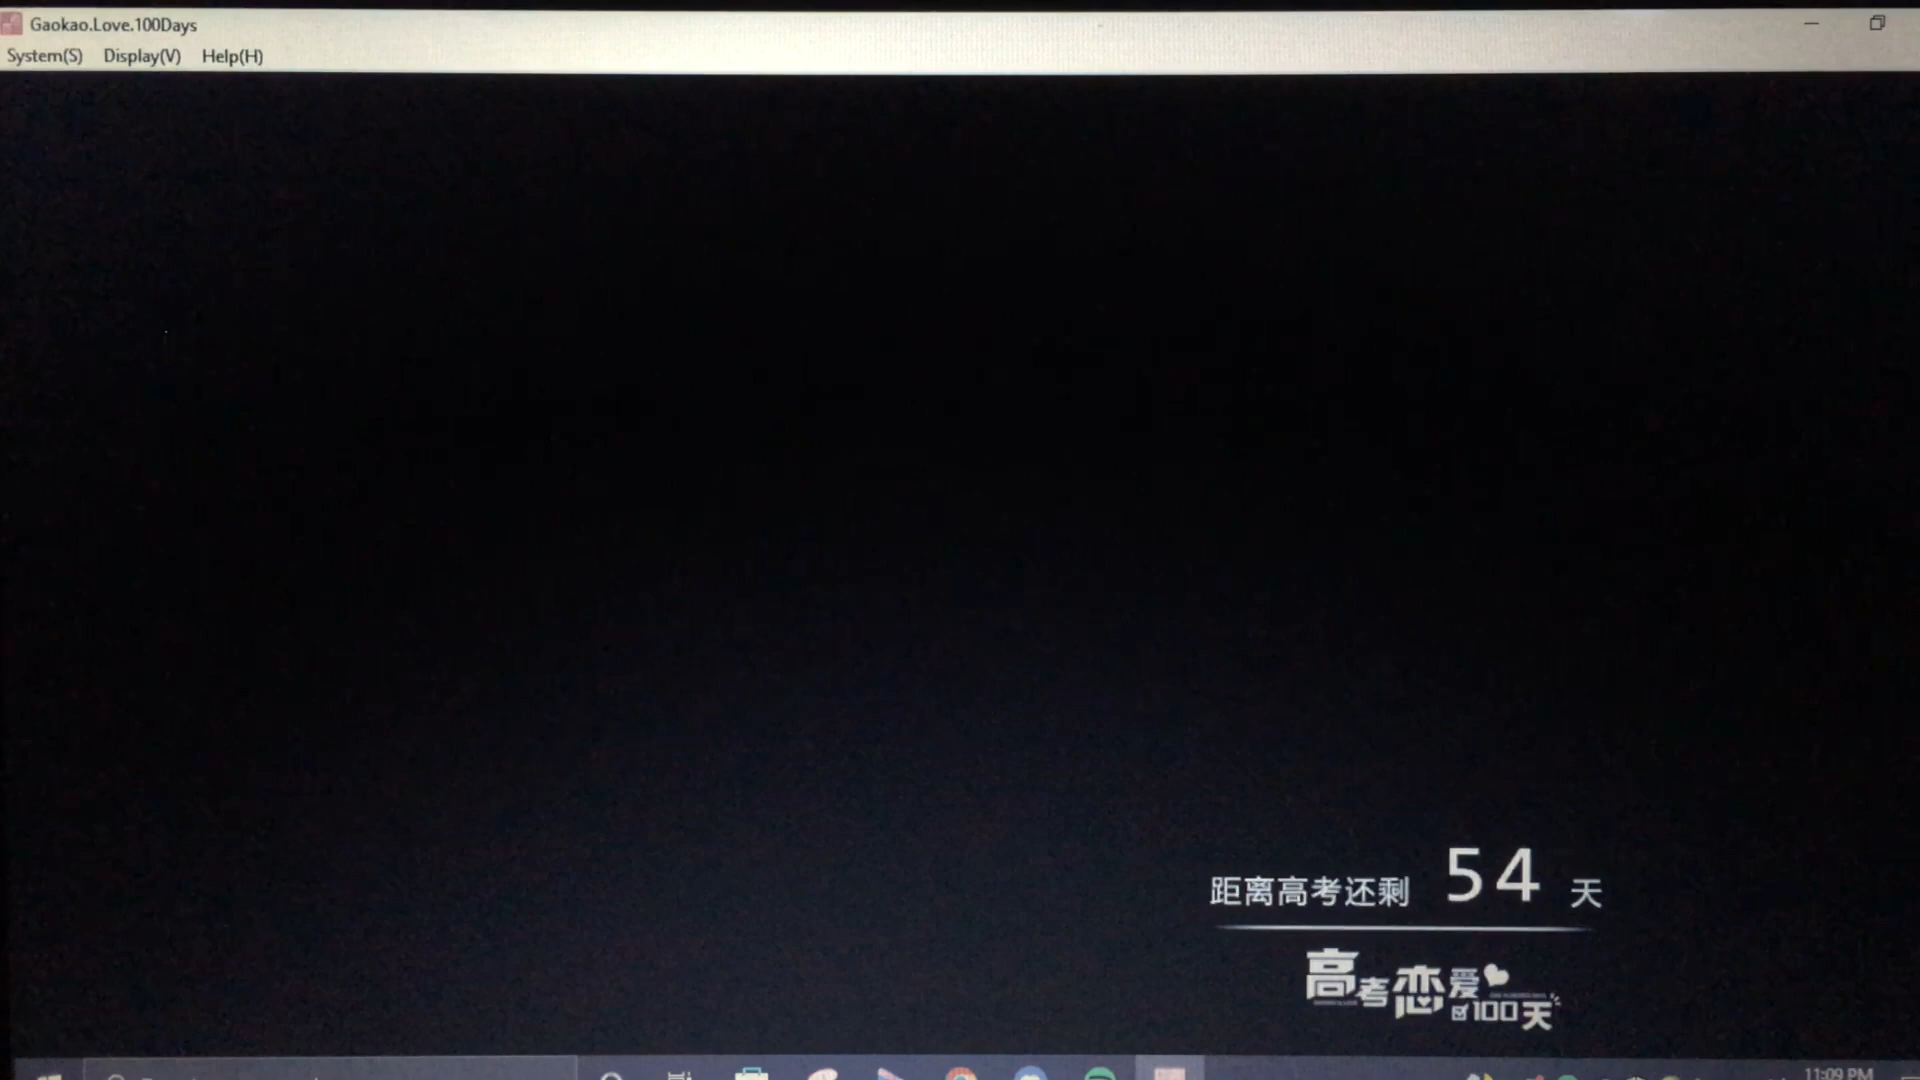 Gaokao.Love.100Days
System(S) Display(V) Help(H)
距离高考还剩 54 天
高考恋爱100天
11:09 PM